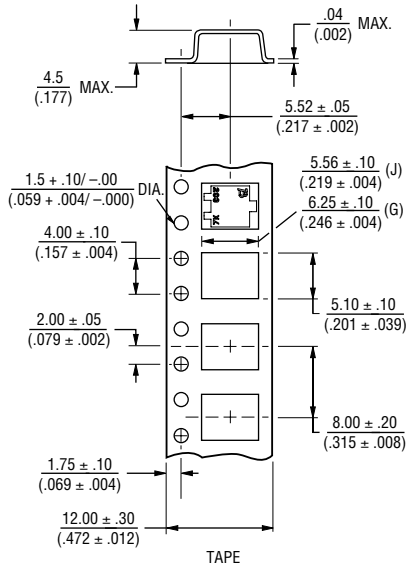 .04
(.002)
MAX.
4.5
(.177)
MAX.
5.52 ± .05
(.217 ± .002)
1.5 + .10/ –.00
(.059 + .004/ –.000)
DIA.
5.56 ± .10
(.219 ± .004)
(J)
6.25 ± .10
(.246 ± .004)
(G)
4.00 ± .10
(.157 ± .004)
5.10 ± .10
(.201 ± .039)
2.00 ± .05
(.079 ± .002)
8.00 ± .20
(.315 ± .008)
1.75 ± .10
(.069 ± .004)
12.00 ± .30
(.472 ± .012)
TAPE